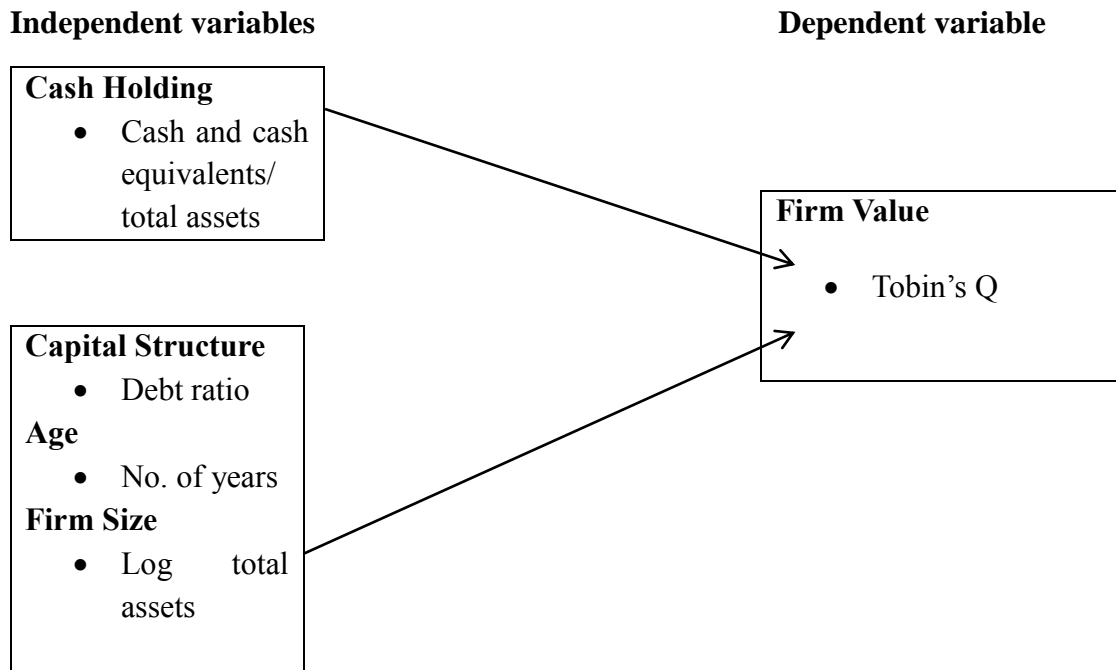 Independent variables
Dependent variable
Cash Holding
• Cash and cash
equivalents/
total assets
Firm Value
• Tobin’s Q
Capital Structure
• Debt ratio
Age
• No. of years
Firm Size
• Log total
assets